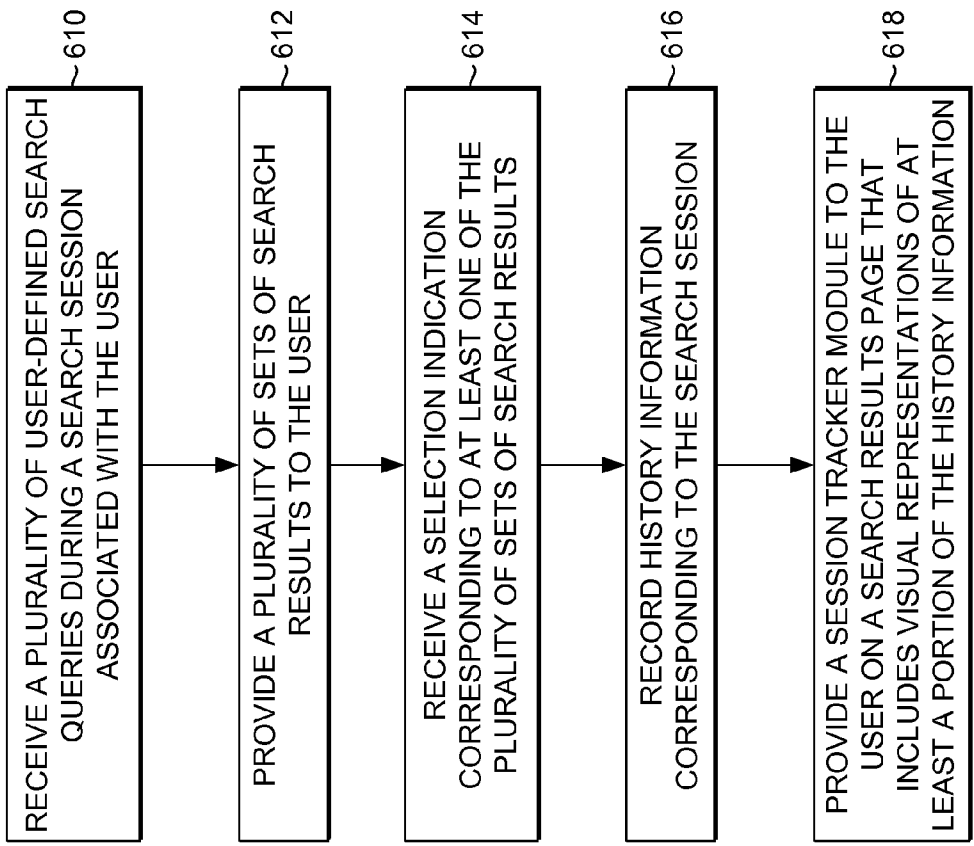 RECEIVE A PLURALITY OF USER-DEFINED SEARCH
QUERIES DURING A SEARCH SESSION
ASSOCIATED WITH THE USER
610
PROVIDE A PLURALITY OF SETS OF SEARCH
RESULTS TO THE USER
612
RECEIVE A SELECTION INDICATION
CORRESPONDING TO AT LEAST ONE OF THE
PLURALITY OF SETS OF SEARCH RESULTS
614
RECORD HISTORY INFORMATION
CORRESPONDING TO THE SEARCH SESSION
616
PROVIDE A SESSION TRACKER MODULE TO THE
USER ON A SEARCH RESULTS PAGE THAT
INCLUDES VISUAL REPRESENTATIONS OF AT
LEAST A PORTION OF THE HISTORY INFORMATION
618